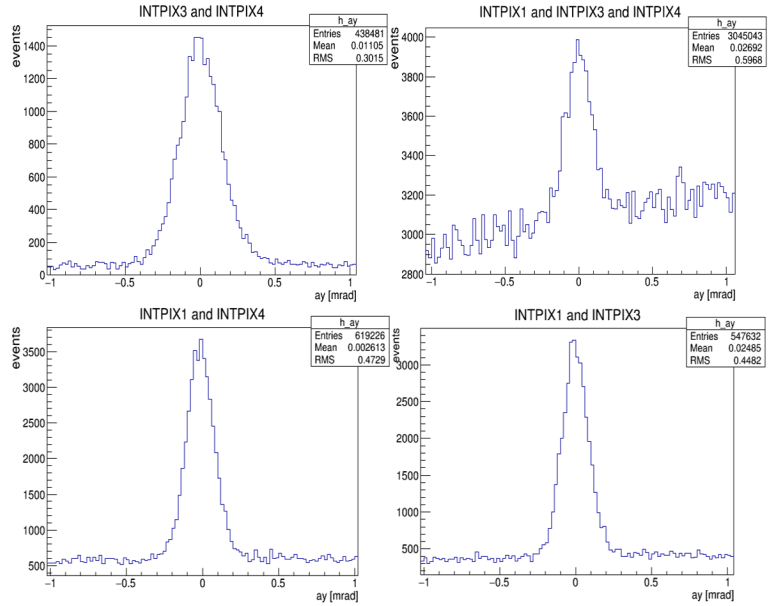 INTPIX3 and INTPIX4
h_ay
Entries 438481
Mean 0.01105
RMS 0.3015
events
1400
1200
1000
800
600
400
200
0
−1 −0.5 0 0.5 1
ay [mrad]
INTPIX1 and INTPIX3 and INTPIX4
h_ay
Entries 3045043
Mean 0.02692
RMS 0.5968
events
4000
3800
3600
3400
3200
3000
2800
−1 −0.5 0 0.5 1
ay [mrad]
INTPIX1 and INTPIX4
h_ay
Entries 619226
Mean 0.002613
RMS 0.4729
events
3500
3000
2500
2000
1500
1000
500
−1 −0.5 0 0.5 1
ay [mrad]
INTPIX1 and INTPIX3
h_ay
Entries 547632
Mean 0.02485
RMS 0.4482
events
3500
3000
2500
2000
1500
1000
500
−1 −0.5 0 0.5 1
ay [mrad]